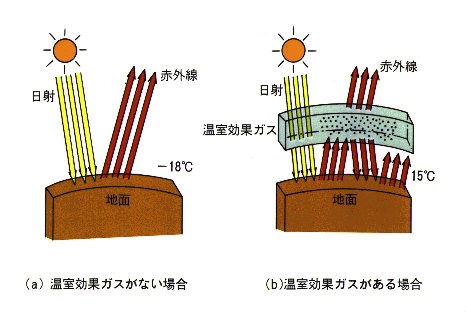 日射
赤外線
−18℃
地面
(a) 温室効果ガスがない場合
赤外線
日射
温室効果ガス
15℃
地面
(b)温室効果ガスがある場合